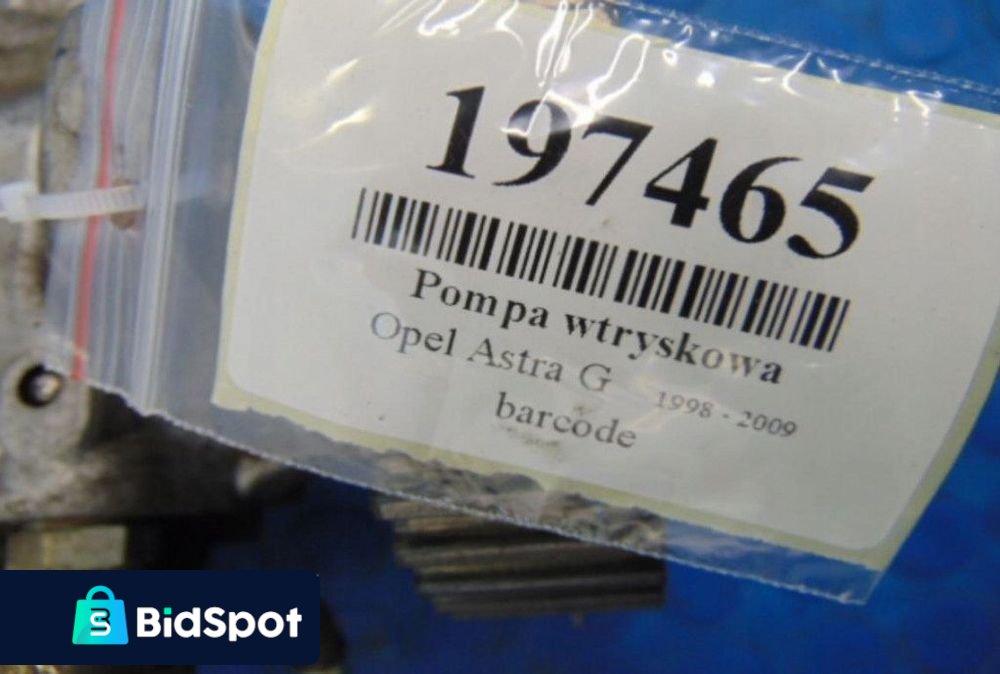 197465
Pompa wtryskowa
Opel Astra G 1998 - 2009
barcode
BidSpot